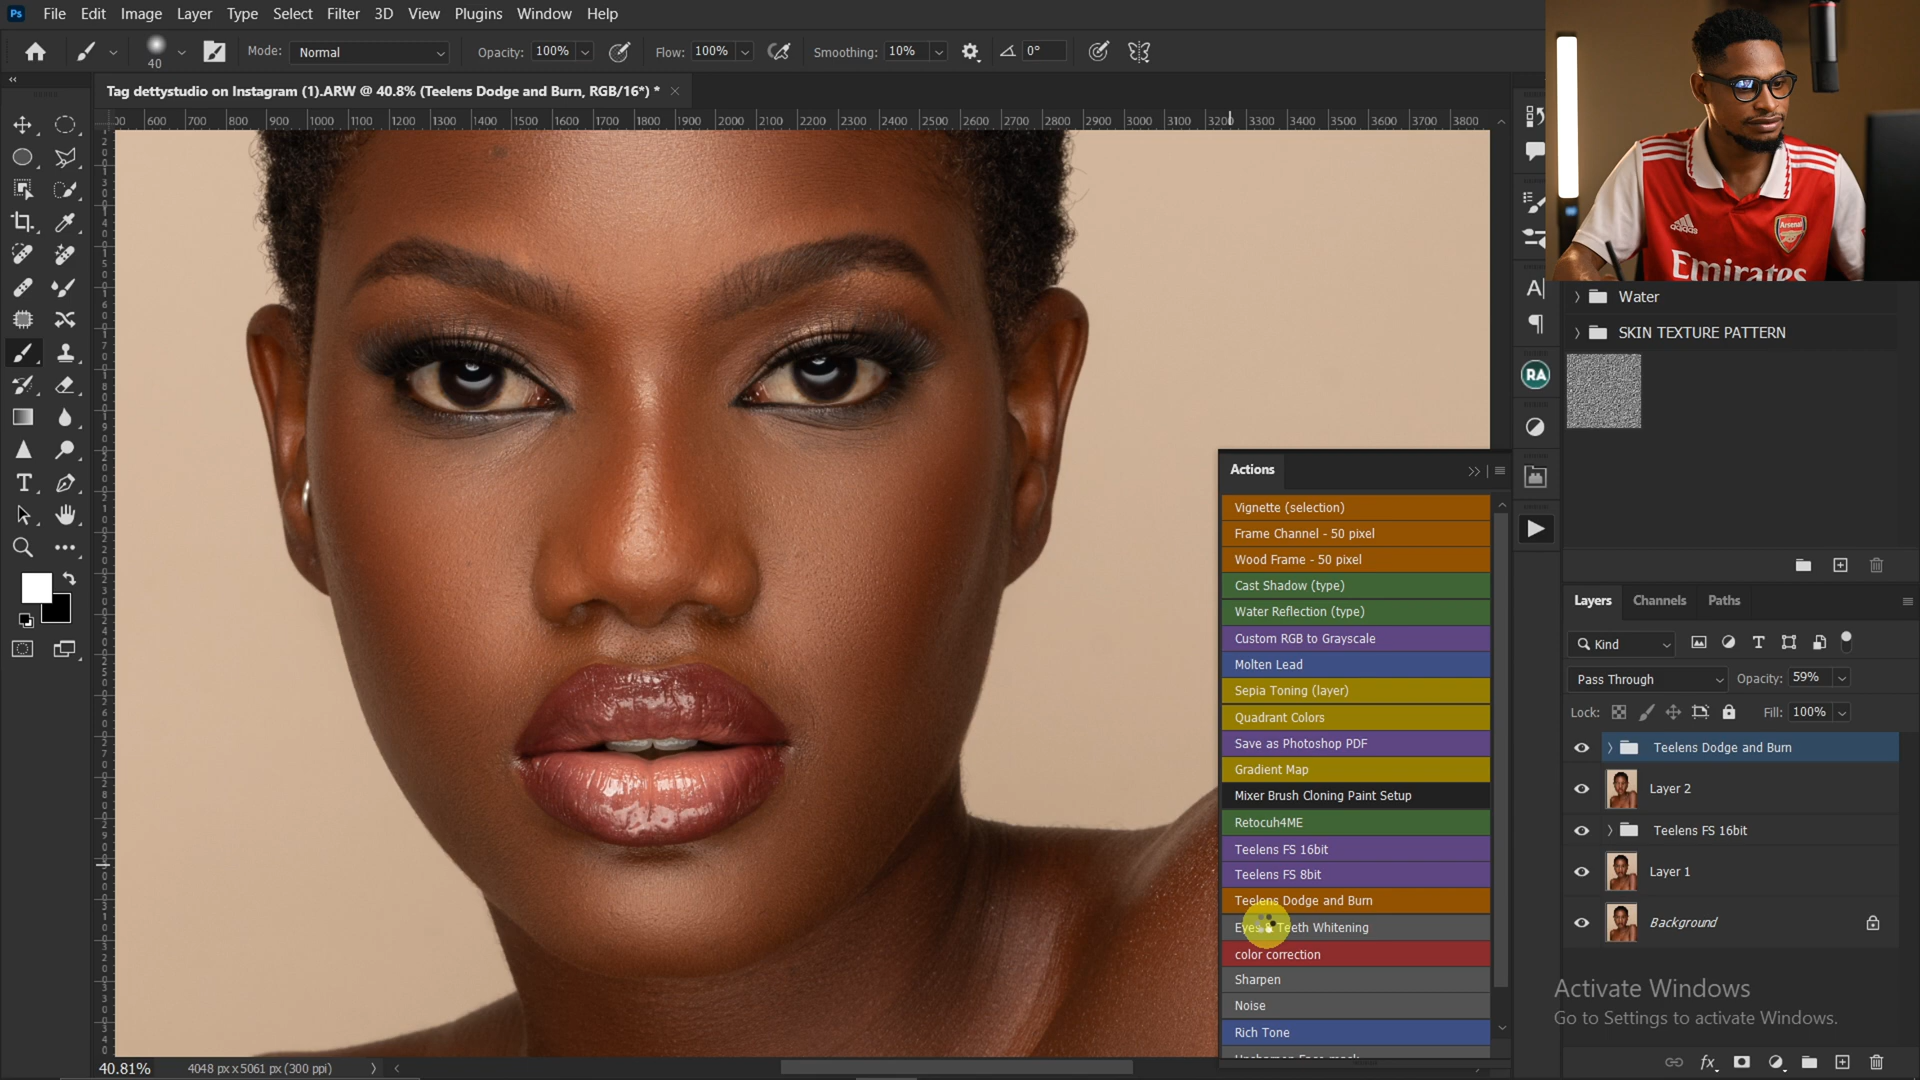 Ps File Edit Image Layer Type Select Filter 3D View Plugins Window Help
40 Mode: Normal Opacity: 100% Flow: 100% Smoothing: 10% 0°
Tag dettystudio on Instagram (1).ARW @ 40.8% (Teelens Dodge and Burn, RGB/16*) *
600 700 800 900 1000 1100 1200 1300 1400 1500 1600 1700 1800 1900 2000 2100 2200 2300 2400 2500 2600 2700 2800 2900 3000 3100 3200 3300 3400 3500 3600 3700 3800
adidas
Arsenal
Emirates
Water
SKIN TEXTURE PATTERN
RA
Actions
Vignette (selection)
Frame Channel - 50 pixel
Wood Frame - 50 pixel
Cast Shadow (type)
Water Reflection (type)
Custom RGB to Grayscale
Molten Lead
Sepia Toning (layer)
Quadrant Colors
Save as Photoshop PDF
Gradient Map
Mixer Brush Cloning Paint Setup
Retocuh4ME
Teelens FS 16bit
Teelens FS 8bit
Teelens Dodge and Burn
Eyes & Teeth Whitening
color correction
Sharpen
Noise
Rich Tone
Layers Channels Paths
Kind
Pass Through Opacity: 59%
Lock: Fill: 100%
Teelens Dodge and Burn
Layer 2
Teelens FS 16bit
Layer 1
Background
Activate Windows
Go to Settings to activate Windows.
fx
40.81% 4048 px x 5061 px (300 ppi)